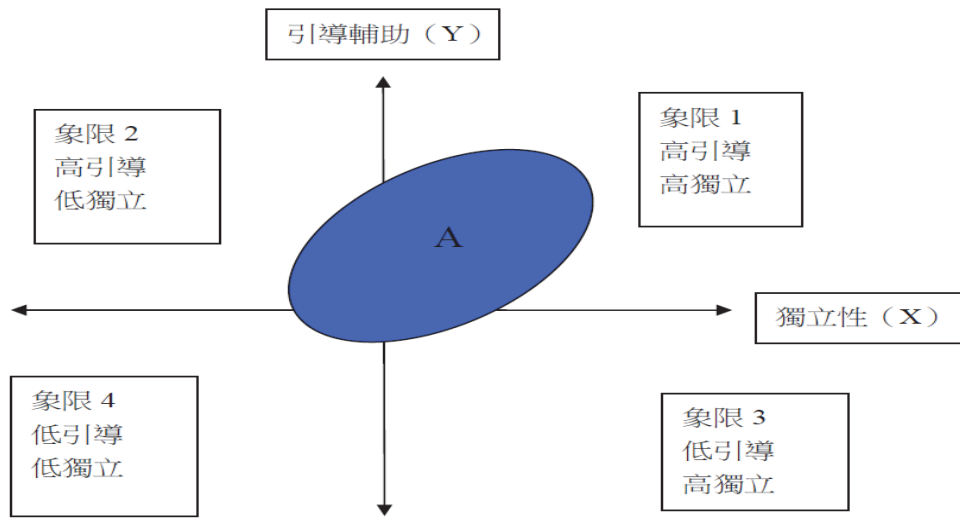 引導輔助（Y）
象限 2
高引導
低獨立
象限 1
高引導
高獨立
A
獨立性（X）
象限 4
低引導
低獨立
象限 3
低引導
高獨立